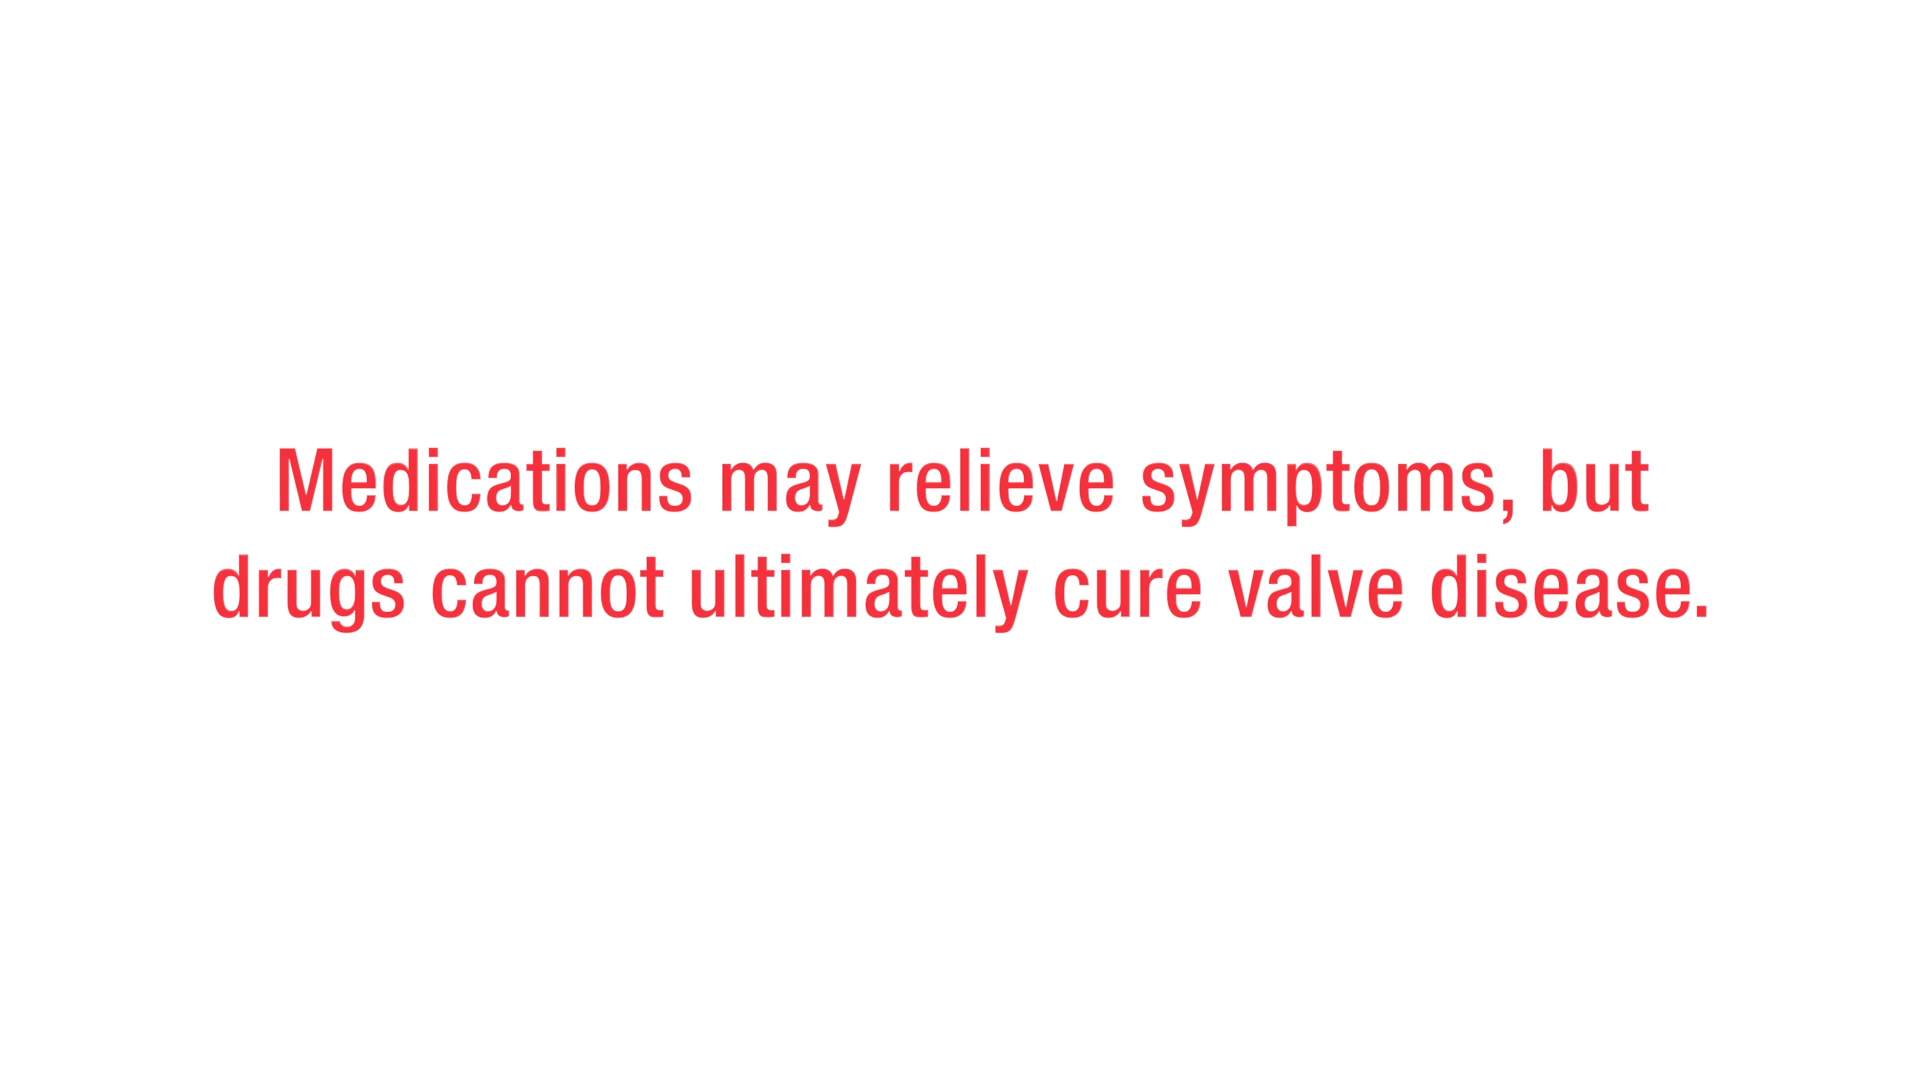 Medications may relieve symptoms, but
drugs cannot ultimately cure valve disease.